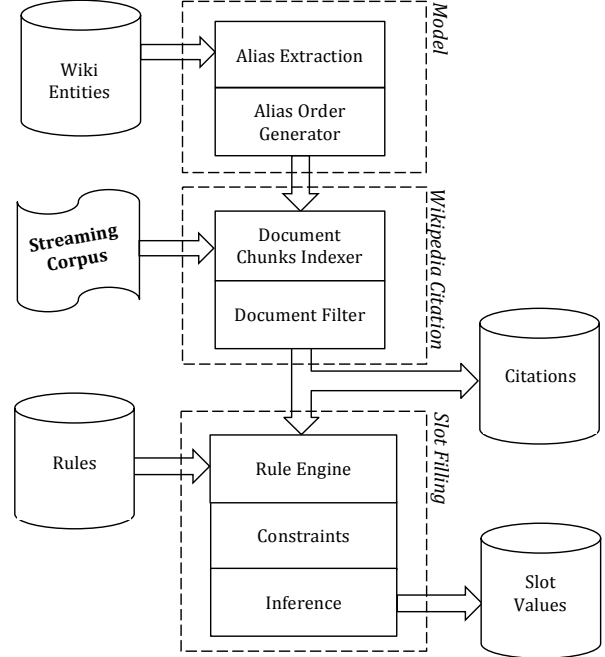 Wiki
Entities
Alias Extraction
Alias Order
Generator
Model
Streaming
Corpus
Document
Chunks Indexer
Document Filter
Wikipedia Citation
Citations
Rules
Rule Engine
Constraints
Inference
Slot Filling
Slot
Values